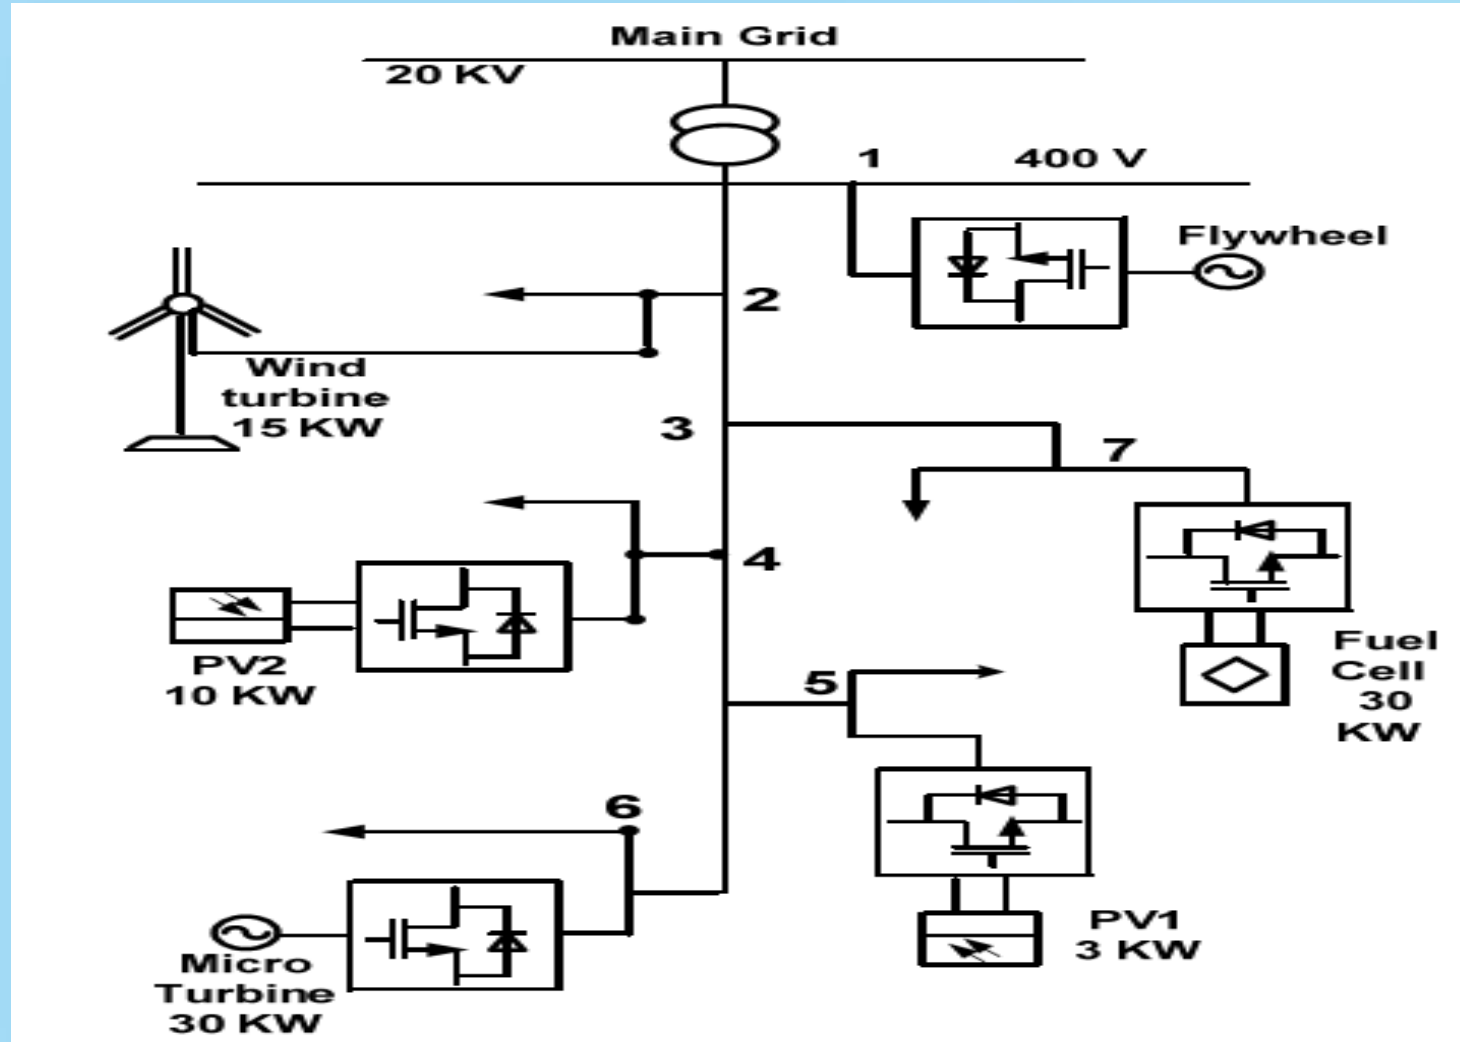 Main Grid
20 KV
1
400 V
Flywheel
2
Wind
turbine
15 KW
3
7
4
PV2
10 KW
Fuel
Cell
30
KW
5
6
PV1
3 KW
Micro
Turbine
30 KW